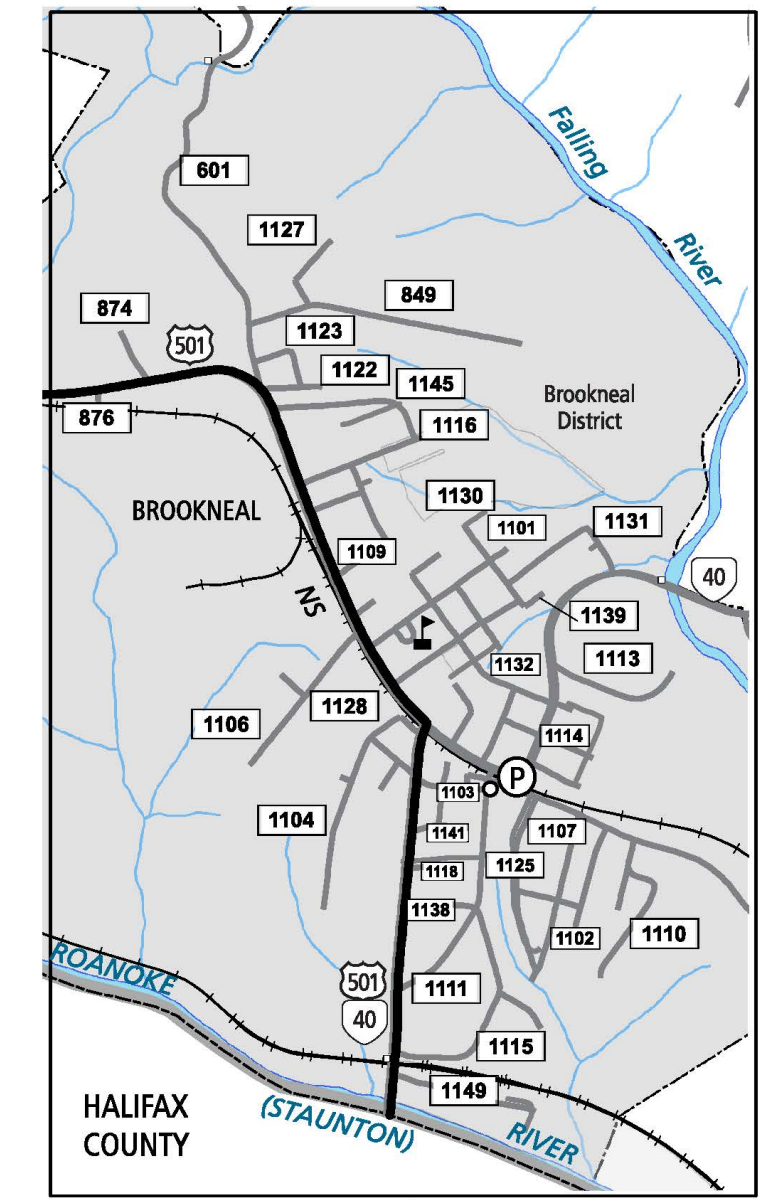 Falling
River
601
1127
849
874
1123
501
1122
1145
Brookneal
District
876
1116
1130
BROOKNEAL
1101
1131
1109
40
NS
1139
1132
1113
1128
1106
1114
P
1103
1104
1107
1141
1125
1118
1138
1102
1110
ROANOKE
501
1111
40
1115
1149
HALIFAX
COUNTY
(STAUNTON)
RIVER